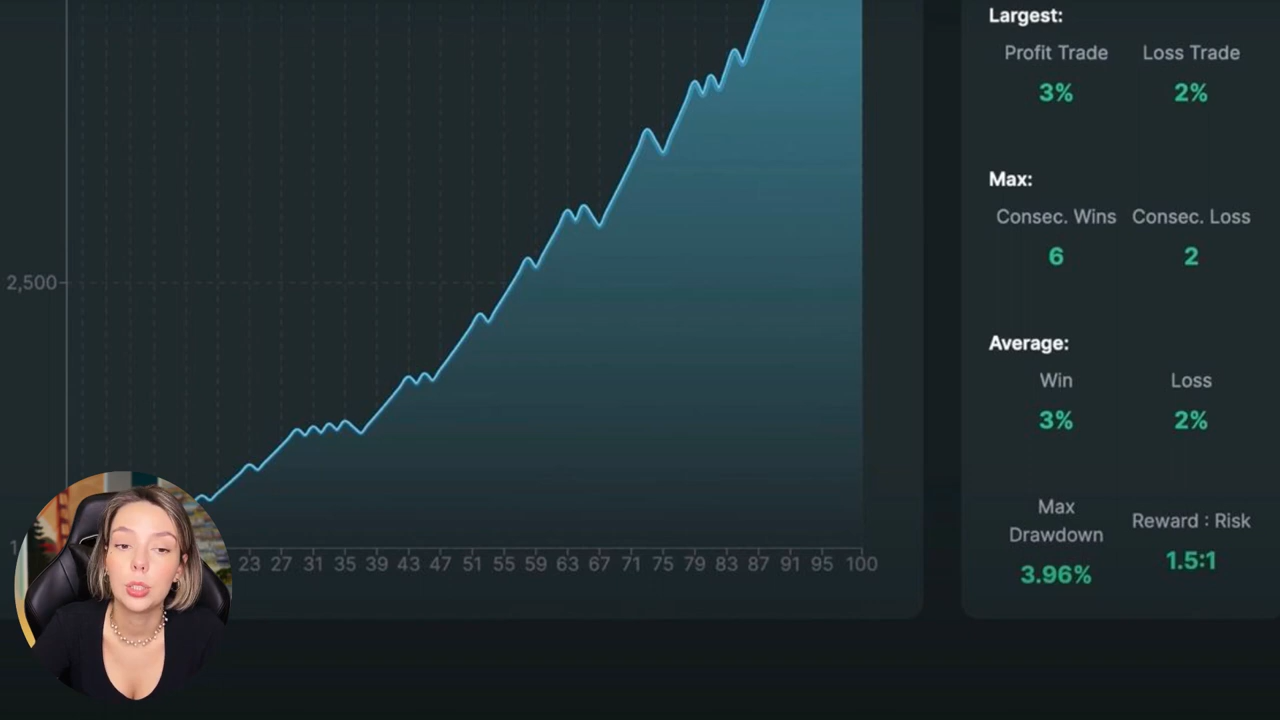 2,500
23 27 31 35 39 43 47 51 55 59 63 67 71 75 79 83 87 91 95 100
Largest:
Profit Trade Loss Trade
3% 2%
Max:
Consec. Wins Consec. Loss
6 2
Average:
Win Loss
3% 2%
Max
Drawdown
3.96%
Reward : Risk
1.5:1